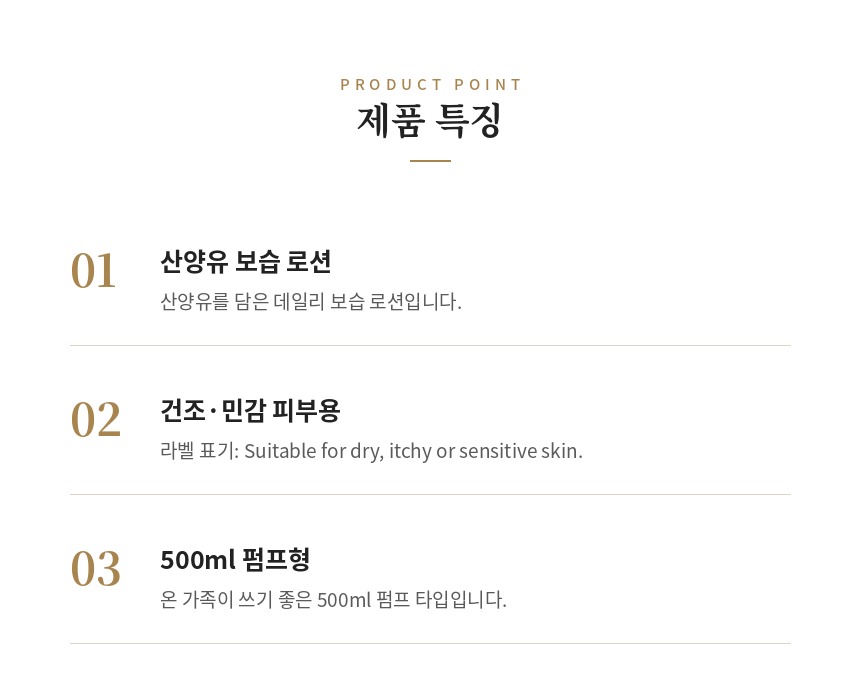 PRODUCT POINT
제품 특징
01
산양유 보습 로션
산양유를 담은 데일리 보습 로션입니다.
02
건조·민감 피부용
라벨 표기: Suitable for dry, itchy or sensitive skin.
03
500ml 펌프형
온 가족이 쓰기 좋은 500ml 펌프 타입입니다.